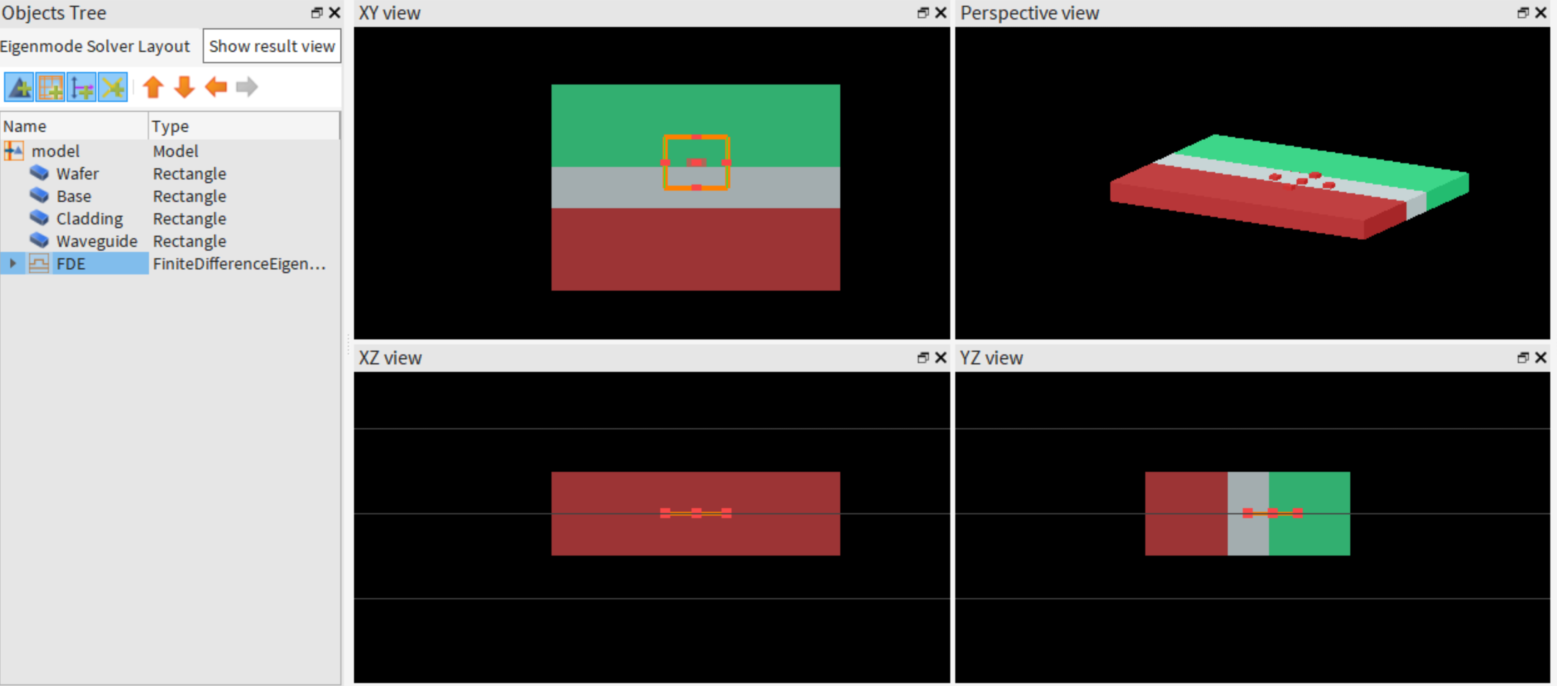 Objects Tree
Eigenmode Solver Layout Show result view
Name Type
model Model
Wafer Rectangle
Base Rectangle
Cladding Rectangle
Waveguide Rectangle
FDE FiniteDifferenceEigen...
XY view
Perspective view
XZ view
YZ view